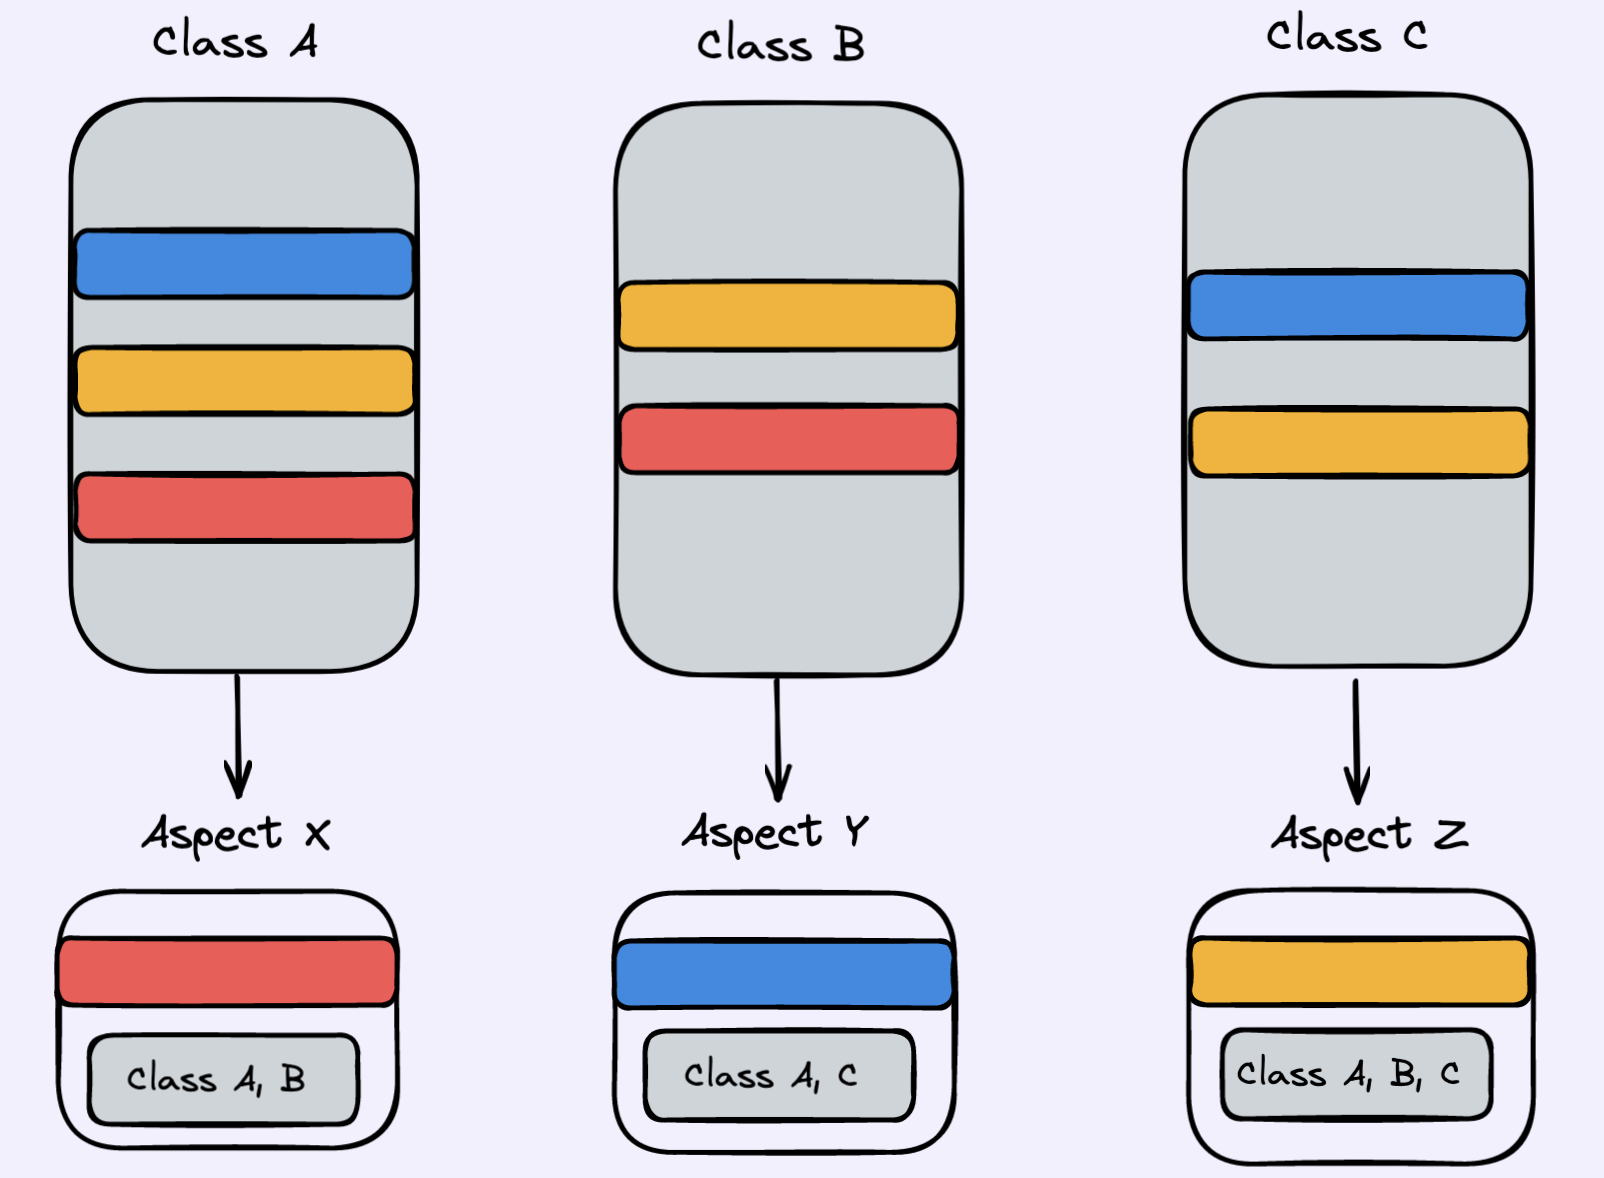 Class A
Class B
Class C
Aspect X
Aspect Y
Aspect Z
Class A, B
Class A, C
Class A, B, C